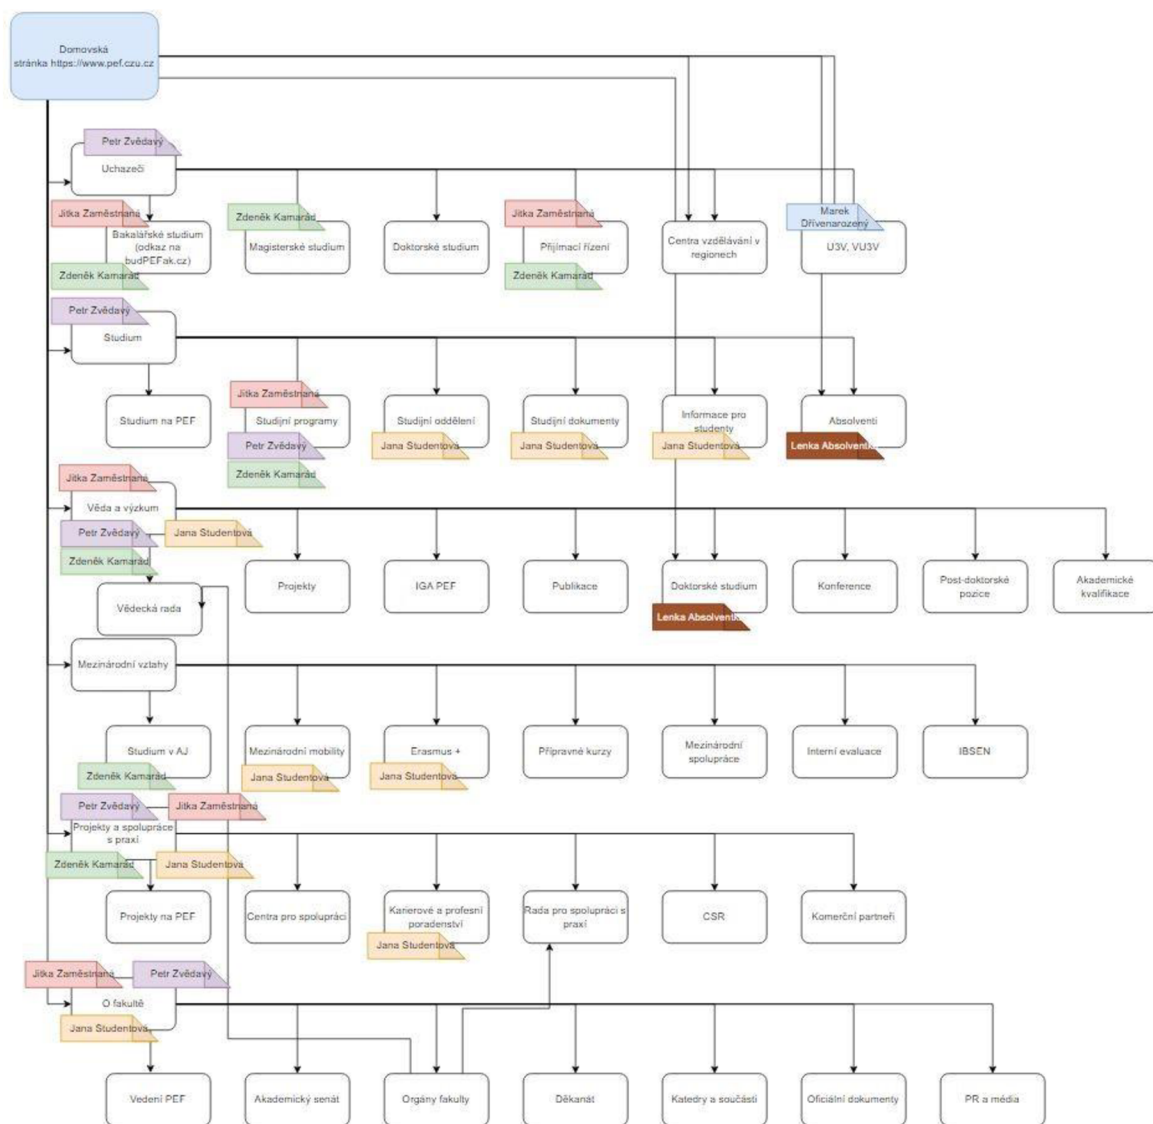 Domovská
stránka https://www.pef.czu.cz
Petr Zvědavý
Uchazeči
Jitka Zaměstnaná
Bakalářské studium
(odkaz na
budPEFak.cz)
Zdeněk Kamarád
Zdeněk Kamarád
Magisterské studium
Doktorské studium
Jitka Zaměstnaná
Přijímací řízení
Zdeněk Kamarád
Centra vzdělávání v
regionech
Marek
Dřívenarozený
U3V, VU3V
Petr Zvědavý
Studium
Studium na PEF
Jitka Zaměstnaná
Studijní programy
Petr Zvědavý
Zdeněk Kamarád
Studijní oddělení
Jana Studentová
Studijní dokumenty
Jana Studentová
Informace pro
studenty
Jana Studentová
Absolventi
Lenka Absolventka
Jitka Zaměstnaná
Věda a výzkum
Petr Zvědavý
Jana Studentová
Zdeněk Kamarád
Vědecká rada
Projekty
IGA PEF
Publikace
Doktorské studium
Lenka Absolventka
Konference
Post-doktorské
pozice
Akademické
kvalifikace
Mezinárodní vztahy
Studium v AJ
Zdeněk Kamarád
Mezinárodní mobility
Jana Studentová
Erasmus +
Jana Studentová
Přípravné kurzy
Mezinárodní
spolupráce
Interní evaluace
IBSEN
Petr Zvědavý
Jitka Zaměstnaná
Projekty a spolupráce
s praxí
Zdeněk Kamarád
Jana Studentová
Projekty na PEF
Centra pro spolupráci
Karierové a profesní
poradenství
Jana Studentová
Rada pro spolupráci s
praxí
CSR
Komerční partneři
Jitka Zaměstnaná
Petr Zvědavý
O fakultě
Jana Studentová
Vedení PEF
Akademický senát
Orgány fakulty
Děkanát
Katedry a součásti
Oficiální dokumenty
PR a média